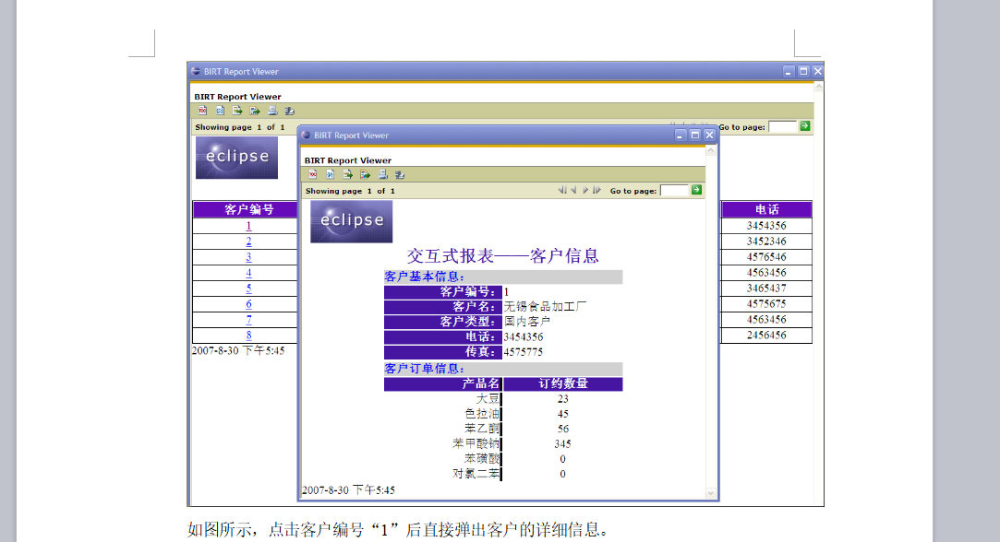 BIRT Report Viewer
BIRT Report Viewer
Showing page 1 of 1
Go to page:
eclipse
客户编号
电话
1
3454356
2
3452346
3
4576546
4
4563456
5
3465437
6
4575675
7
4563456
8
2456456
2007-8-30 下午5:45
BIRT Report Viewer
BIRT Report Viewer
Showing page 1 of 1
Go to page:
eclipse
交互式报表——客户信息
客户基本信息：
客户编号： 1
客户名： 无锡食品加工厂
客户类型： 国内客户
电话： 3454356
传真： 4575775
客户订单信息：
产品名 订约数量
大豆 23
色拉油 45
苯乙酮 56
苯甲酸钠 345
苯磺酸 0
对氯二苯 0
2007-8-30 下午5:45
如图所示，点击客户编号“1”后直接弹出客户的详细信息。